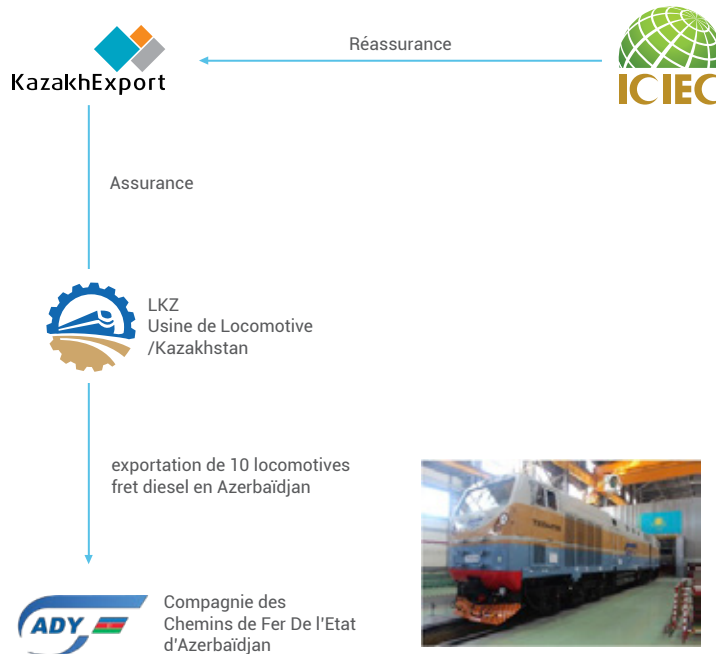 Réassurance
KazakhExport
ICIEC
Assurance
LKZ
Usine de Locomotive
/Kazakhstan
exportation de 10 locomotives
fret diesel en Azerbaïdjan
ADY
Compagnie des
Chemins de Fer De l'Etat
d'Azerbaïdjan